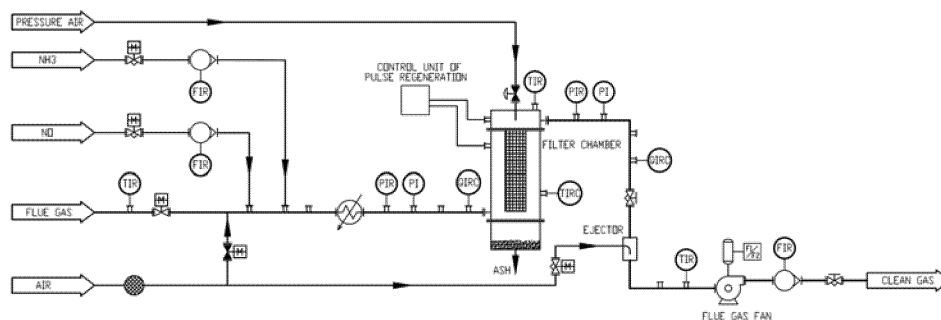 PRESSURE AIR
NH3
M
FIR
CONTROL UNIT OF
PULSE REGENERATION
TIR
PIR
PI
NO
M
FIR
FILTER CHAMBER
QIRC
TIR
M
PIR
PI
QIRC
TIRC
FLUE GAS
M
EJECTOR
ASH
M
TIR
FIR
AIR
CLEAN GAS
FLUE GAS FAN